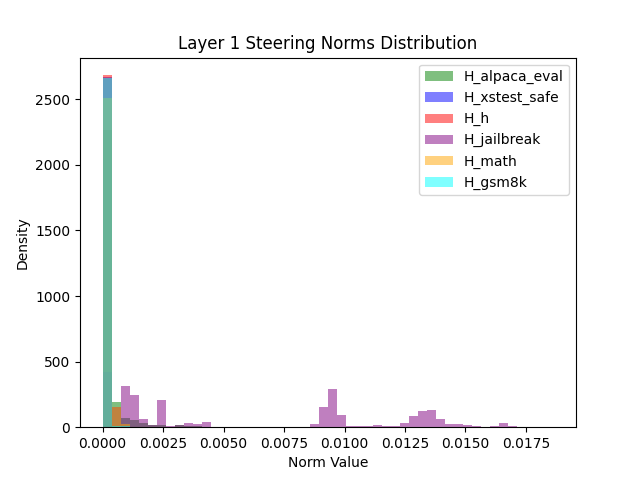 Layer 1 Steering Norms Distribution
H_alpaca_eval
H_xstest_safe
H_h
H_jailbreak
H_math
H_gsm8k
Density
2500
2000
1500
1000
500
0
0.0000 0.0025 0.0050 0.0075 0.0100 0.0125 0.0150 0.0175
Norm Value